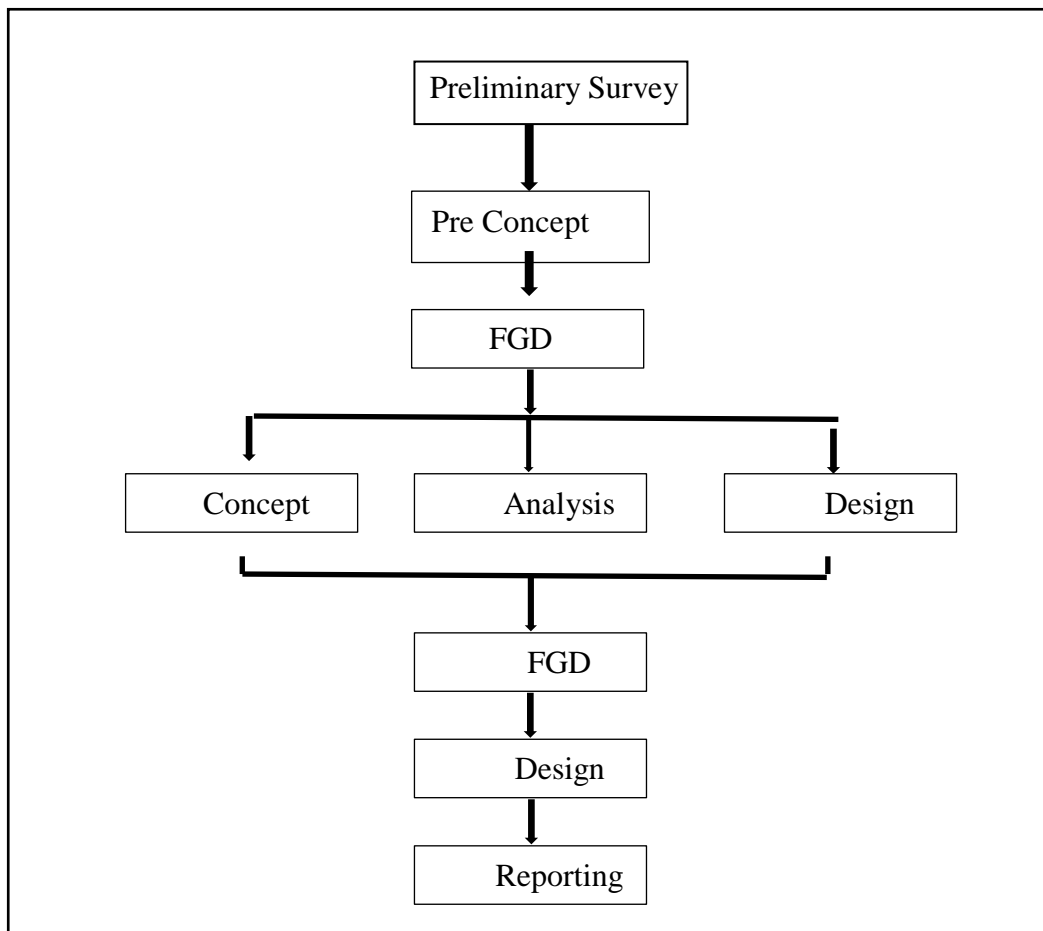 Preliminary Survey
Pre Concept
FGD
Concept
Analysis
Design
FGD
Design
Reporting